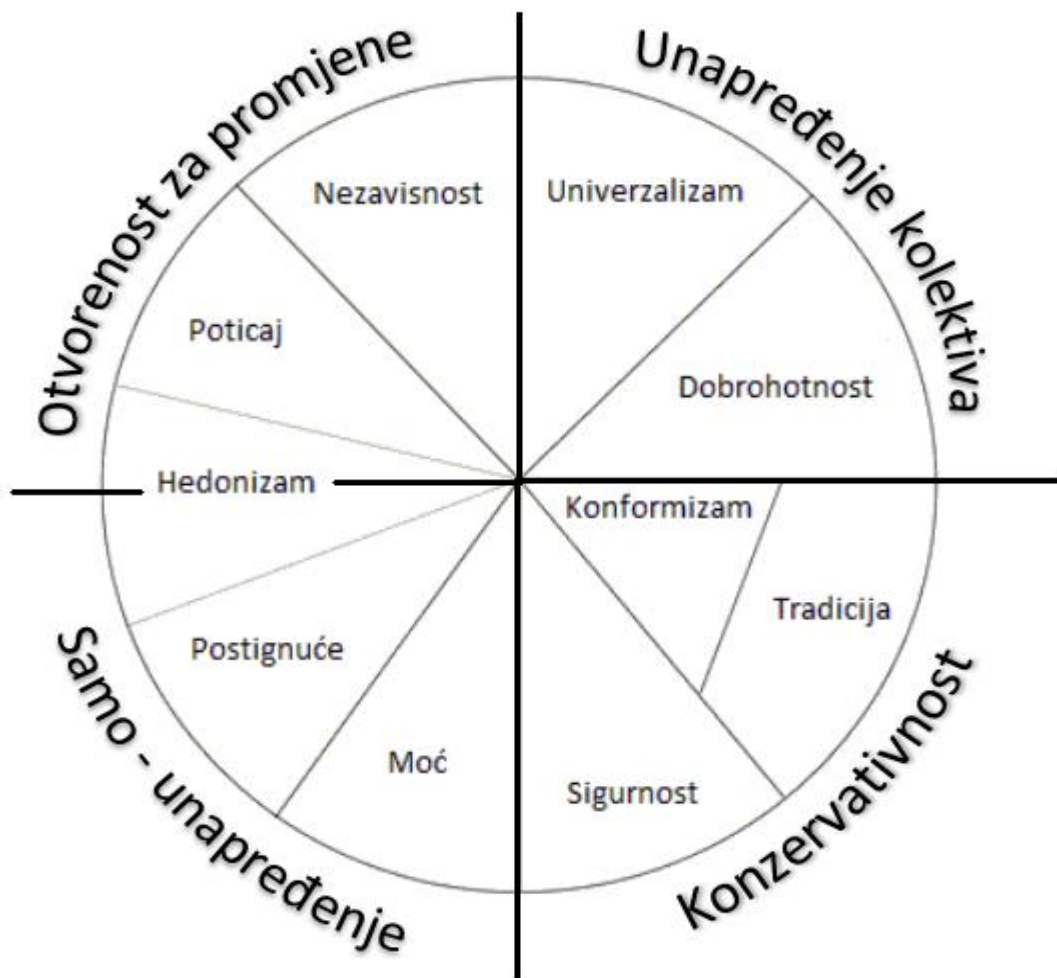 Otvorenost za promjene
Unapređenje kolektiva
Nezavisnost
Univerzalizam
Poticaj
Dobrohotnost
Hedonizam
Konformizam
Tradicija
Postignuće
Moć
Sigurnost
Samo - unapređenje
Konzervativnost